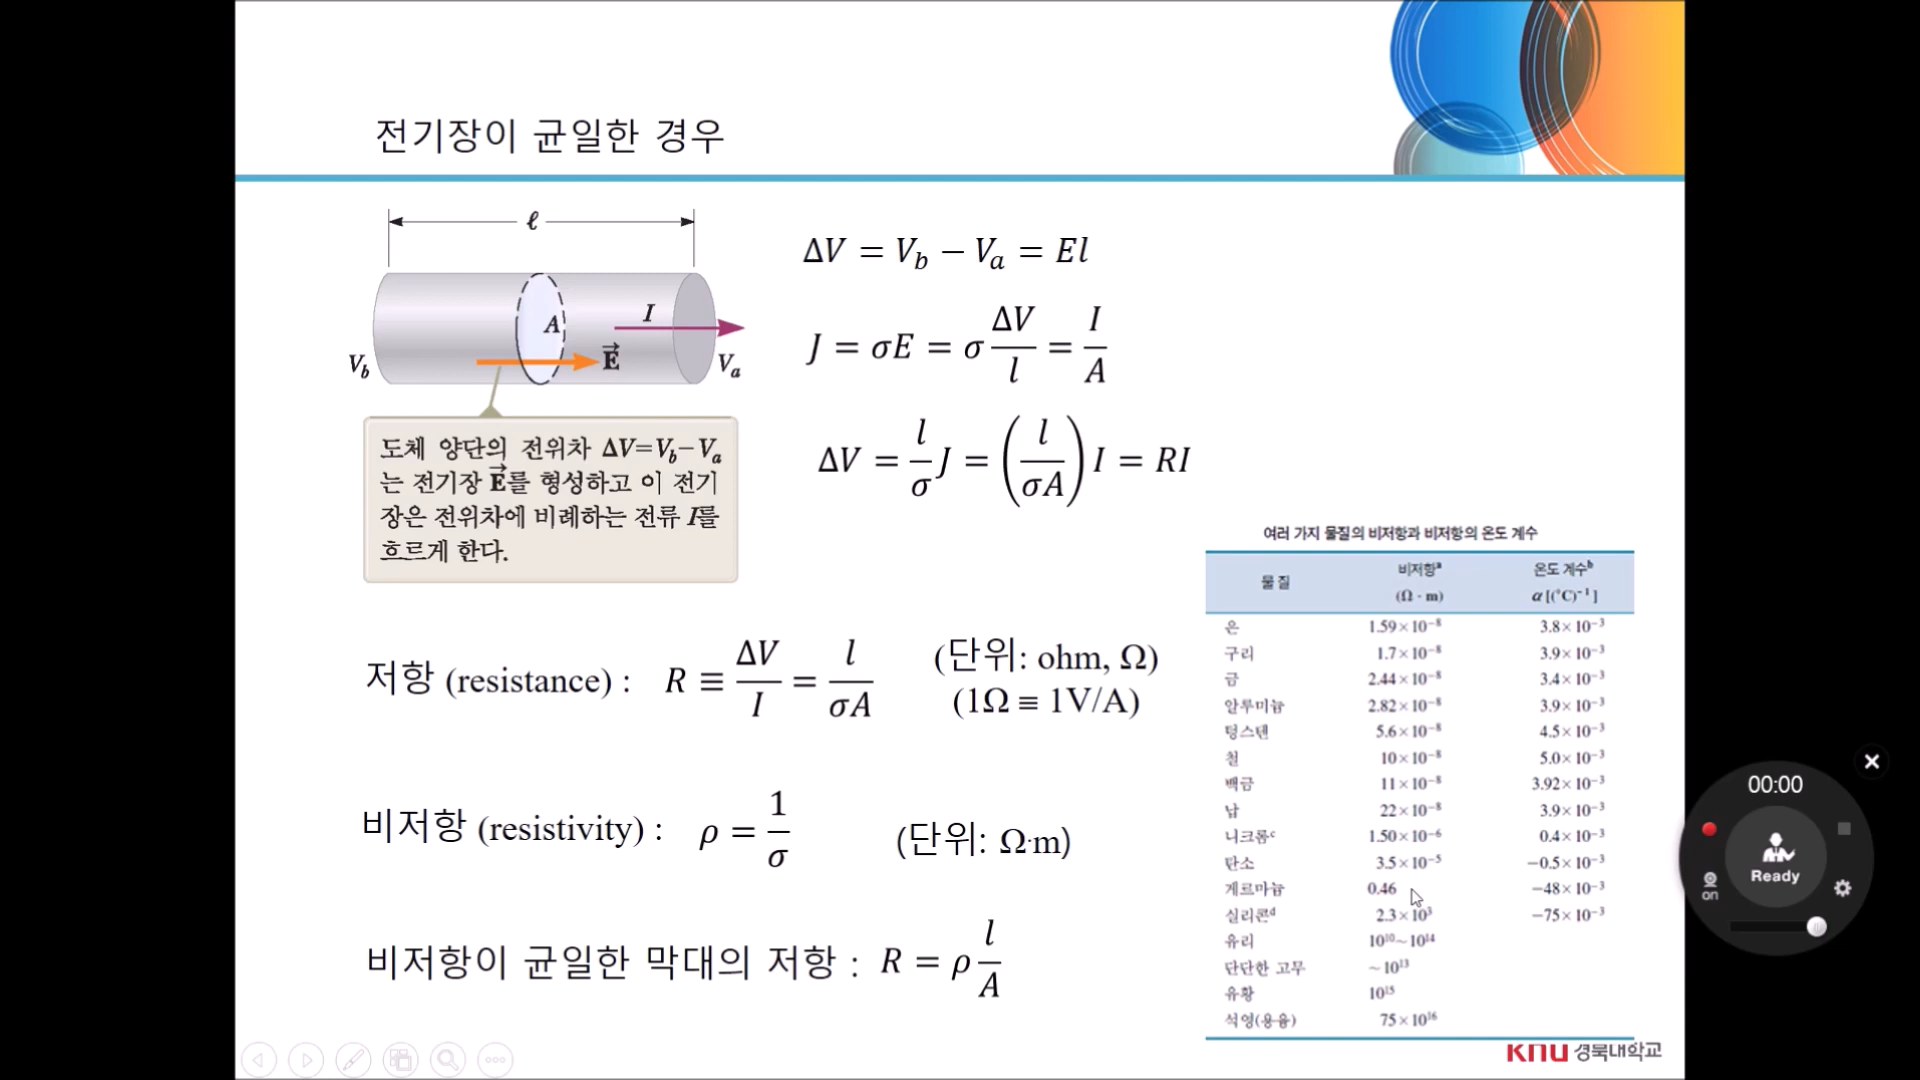 전기장이 균일한 경우
ℓ
A
I
E⃗
V_b
V_a
도체 양단의 전위차 ΔV=V_b−V_a
는 전기장 E⃗를 형성하고 이 전기
장은 전위차에 비례하는 전류 I를
흐르게 한다.
ΔV = V_b − V_a = El
J = σE = σ ΔV/l = I/A
ΔV = l/σ J = (l/σA) I = RI
저항 (resistance) : R ≡ ΔV/I = l/σA (단위: ohm, Ω)
(1Ω ≡ 1V/A)
비저항 (resistivity) : ρ = 1/σ (단위: Ω·m)
비저항이 균일한 막대의 저항 : R = ρ l/A
여러 가지 물질의 비저항과 비저항의 온도 계수
물 질 비저항ᵃ (Ω · m) 온도 계수ᵇ α [(°C)⁻¹]
은 1.59×10⁻⁸ 3.8×10⁻³
구리 1.7×10⁻⁸ 3.9×10⁻³
금 2.44×10⁻⁸ 3.4×10⁻³
알루미늄 2.82×10⁻⁸ 3.9×10⁻³
텅스텐 5.6×10⁻⁸ 4.5×10⁻³
철 10×10⁻⁸ 5.0×10⁻³
백금 11×10⁻⁸ 3.92×10⁻³
납 22×10⁻⁸ 3.9×10⁻³
니크롬ᶜ 1.50×10⁻⁶ 0.4×10⁻³
탄소 3.5×10⁻⁵ −0.5×10⁻³
게르마늄 0.46 −48×10⁻³
실리콘ᵈ 2.3×10³ −75×10⁻³
유리 10¹⁰~10¹⁴
단단한 고무 ~10¹³
유황 10¹⁵
석영(용융) 75×10¹⁶
KNU 경북대학교
00:00
Ready
on